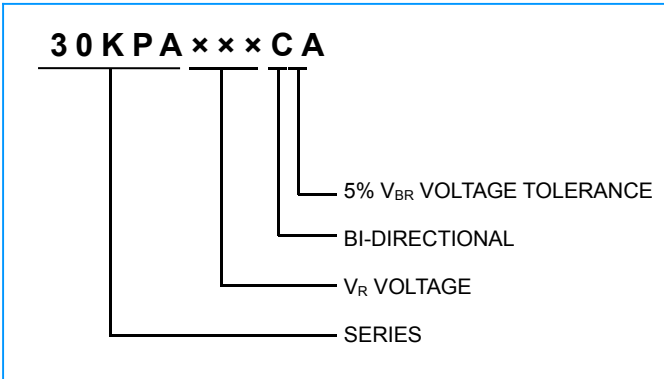 30KPA×××CA
5% VBR VOLTAGE TOLERANCE
BI-DIRECTIONAL
VR VOLTAGE
SERIES